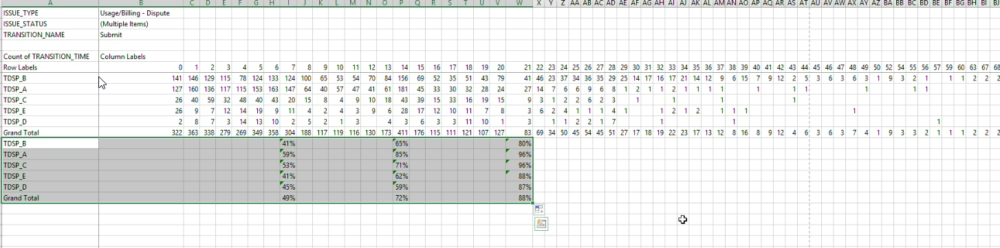 A B C D E F G H I J K L M N O P Q R S T U V W X Y Z AA AB AC AD AE AF AG AH AI AJ AK AL AM AN AO AP AQ AR AS AT AU AV AW AX AY AZ BA BB BC BD BE BF BG BH BI BJ
ISSUE_TYPE Usage/Billing - Dispute
ISSUE_STATUS (Multiple Items)
TRANSITION_NAME Submit
Count of TRANSITION_TIME Column Labels
Row Labels 0 1 2 3 4 5 6 7 8 9 10 11 12 13 14 15 16 17 18 19 20 21 22 23 24 25 26 27 28 29 30 31 32 33 34 35 36 37 38 39 40 41 42 43 44 45 46 47 48 49 50 52 54 55 56 57 59 60 63 67 68
TDSP_B 141 146 129 115 78 124 133 124 100 65 53 54 50 70 84 156 69 52 35 51 43 79 41 46 23 37 34 36 35 29 25 14 17 16 17 21 14 12 9 6 15 7 9 8 9 12 2 5 3 6 3 3 1 9 3 2 1 1 1 2 2 2
TDSP_A 127 160 136 117 115 153 163 147 64 40 57 47 41 61 181 45 33 30 32 28 24 27 14 7 6 6 9 6 8 1 2 1 1 2 1 1 1 1 1 1 1 1 1 1 1
TDSP_C 26 40 59 32 48 40 43 20 15 8 4 9 10 18 43 39 15 33 16 19 15 9 3 1 2 2 6 2 3 1 1 1 1
TDSP_E 26 9 7 12 14 19 9 11 4 2 4 3 9 6 28 17 12 10 11 7 8 3 6 2 4 1 1 1 4 1 1 2 1 2 1 1 1 1
TDSP_D 2 8 7 3 14 13 10 2 5 2 1 3 4 3 6 3 3 11 10 1 3 1 1 2 1 7 1 1 1
Grand Total 322 363 338 279 269 349 358 304 188 117 119 116 130 173 411 176 115 111 121 107 127 83 69 34 50 45 54 45 51 27 17 18 19 22 23 17 13 12 8 16 8 9 8 9 12 4 6 3 6 3 7 4 1 9 3 3 2 1 1 1 2 2 2
TDSP_B 41% 65% 80%
TDSP_A 59% 85% 96%
TDSP_C 53% 71% 96%
TDSP_E 41% 62% 88%
TDSP_D 45% 59% 87%
Grand Total 49% 72% 88%